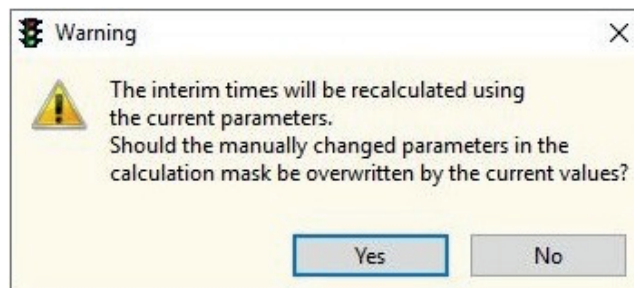 Warning
The interim times will be recalculated using
the current parameters.
Should the manually changed parameters in the
calculation mask be overwritten by the current values?
Yes No